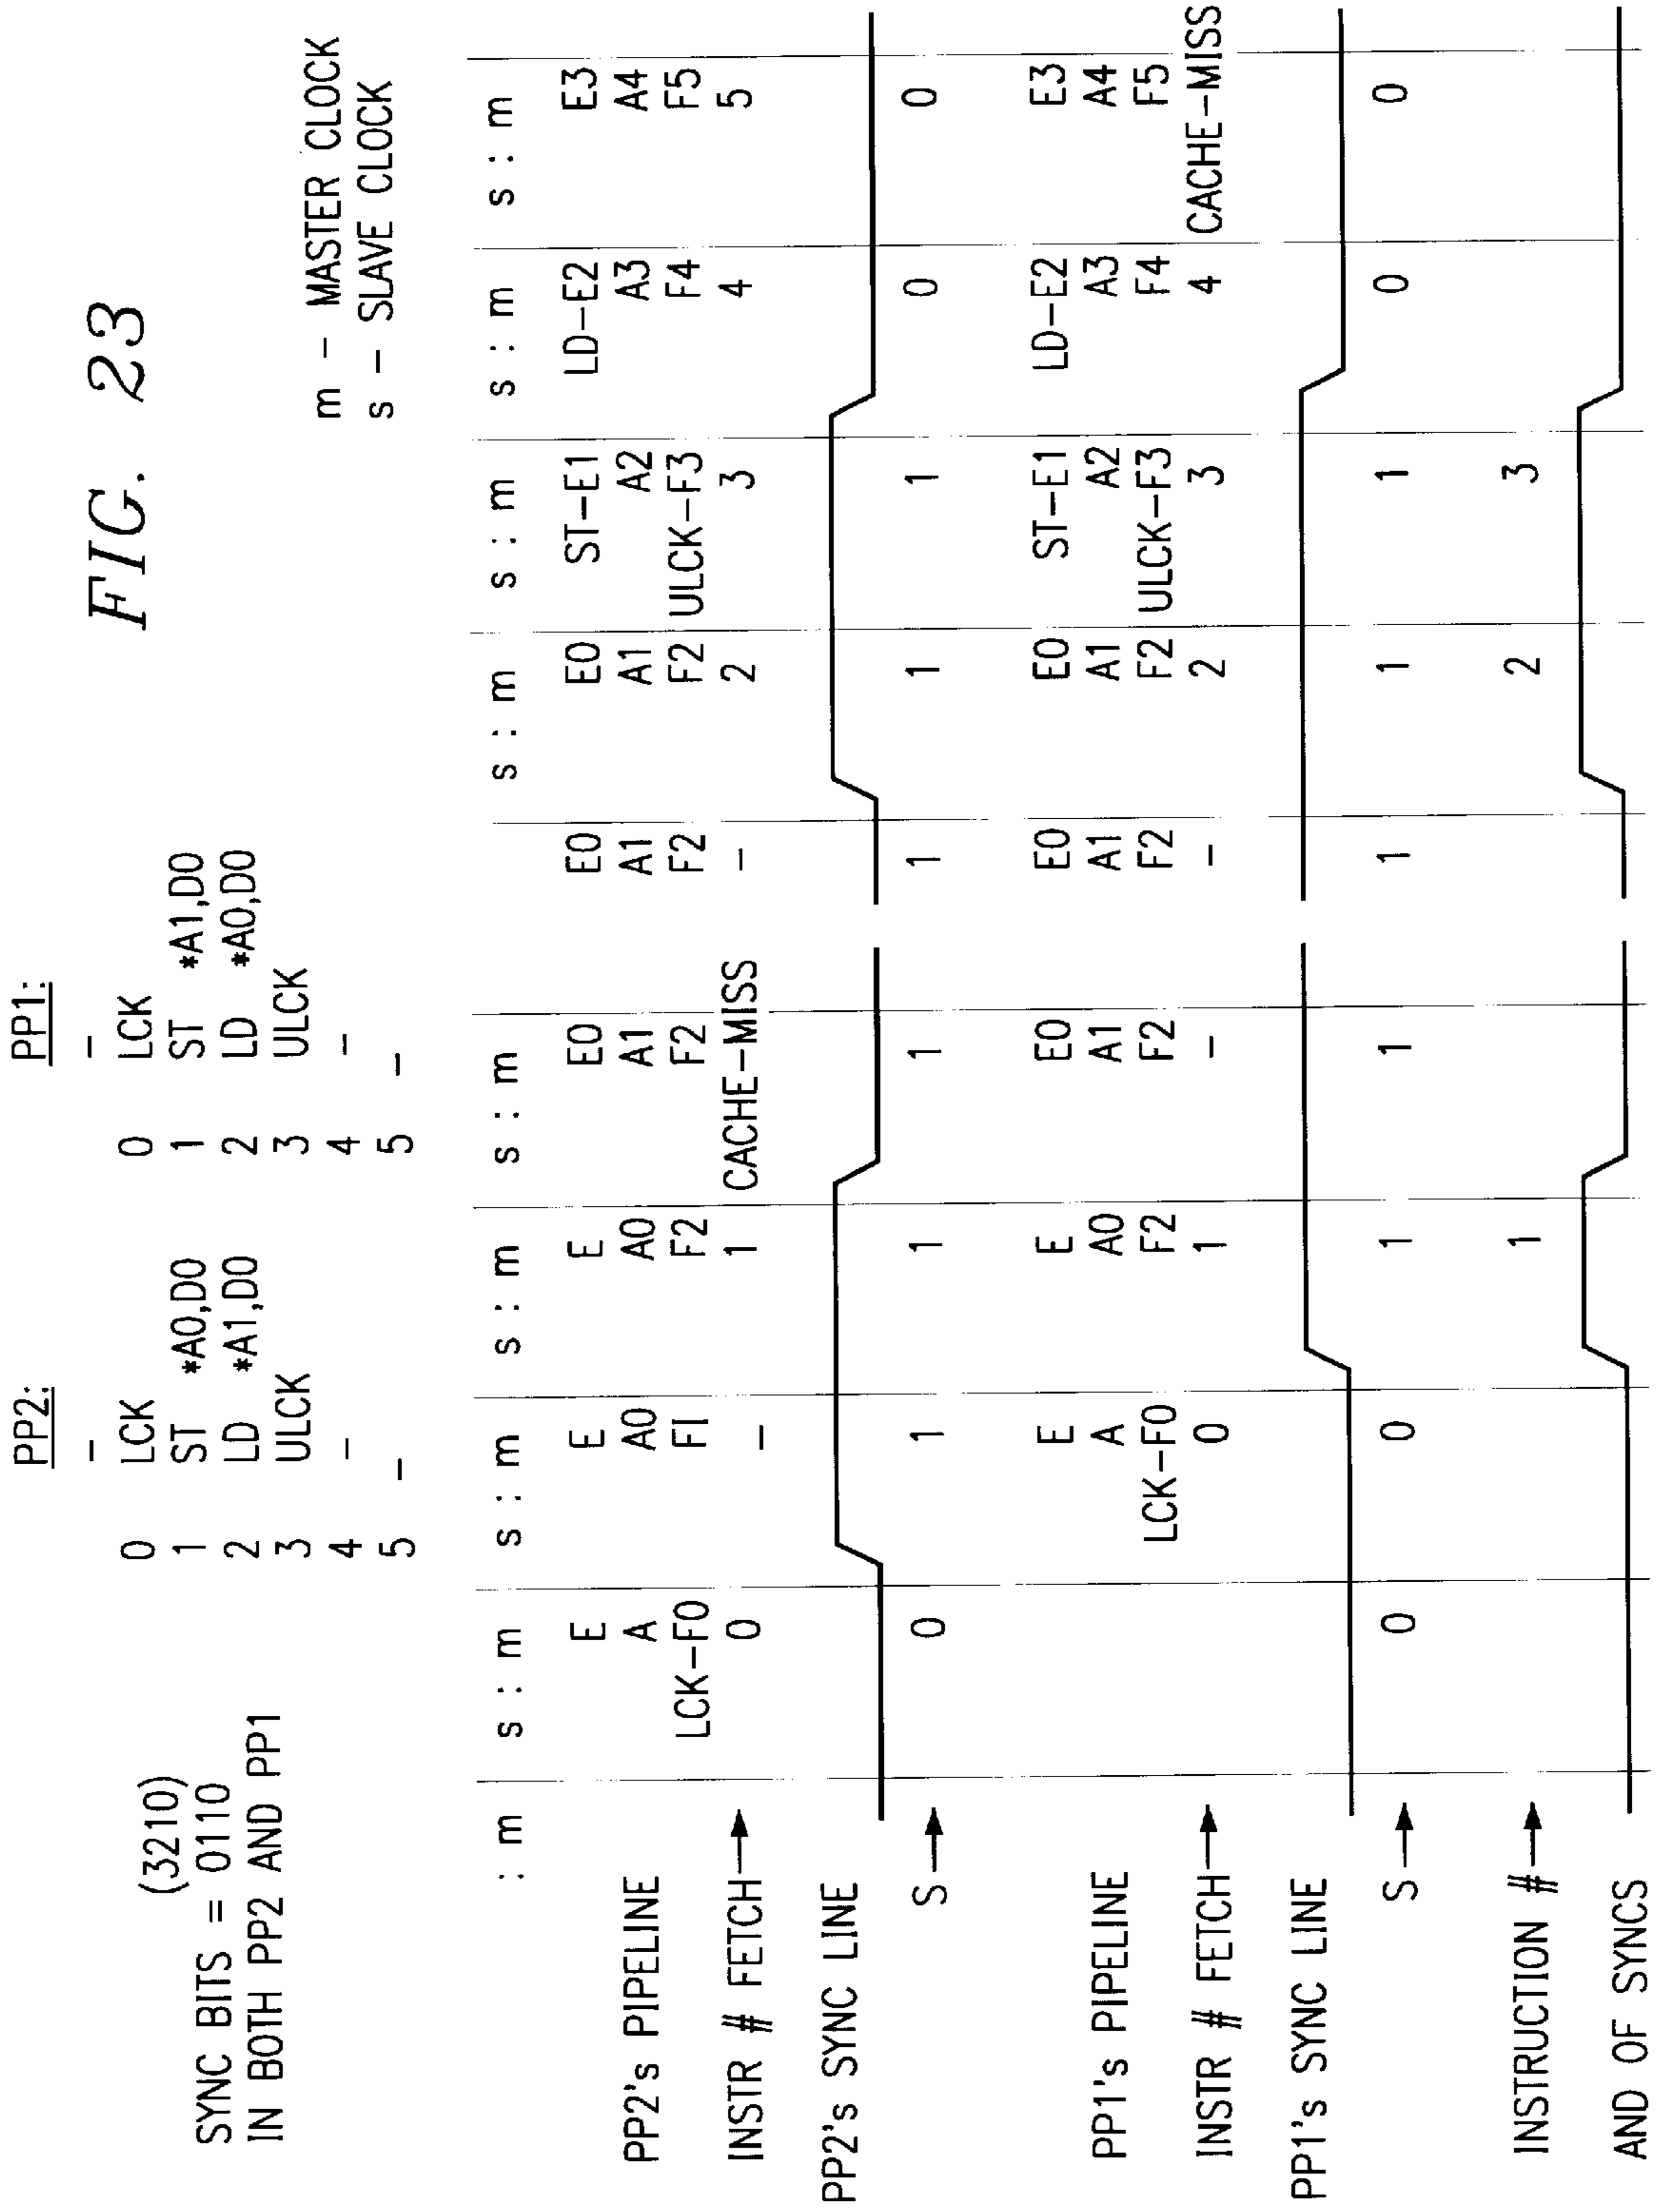 FIG. 23
PP2: PP1:
– –
0 LCK 0 LCK
1 ST *A0,D0 1 ST *A1,D0
2 LD *A1,D0 2 LD *A0,D0
3 ULCK 3 ULCK
4 – 4 –
5 – 5 –
(3210)
SYNC BITS = 0110
IN BOTH PP2 AND PP1
m – MASTER CLOCK
s – SLAVE CLOCK
: m s : m s : m s : m s : m s : m s : m s : m s : m
PP2's PIPELINE
E E E E0 E0 E0 ST–E1 LD–E2 E3
A A0 A0 A1 A1 A1 A2 A3 A4
LCK–F0 FI F2 F2 F2 F2 ULCK–F3 F4 F5
INSTR # FETCH 0 – 1 CACHE–MISS – 2 3 4 5
PP2's SYNC LINE
S 0 1 1 1 1 1 1 0 0
PP1's PIPELINE
E E E0 E0 E0 ST–E1 LD–E2 E3
A A0 A1 A1 A1 A2 A3 A4
LCK–F0 F2 F2 F2 F2 ULCK–F3 F4 F5
INSTR # FETCH 0 1 – – 2 3 4 CACHE–MISS
PP1's SYNC LINE
S 0 0 1 1 1 1 1 0 0
INSTRUCTION # 1 2 3
AND OF SYNCS